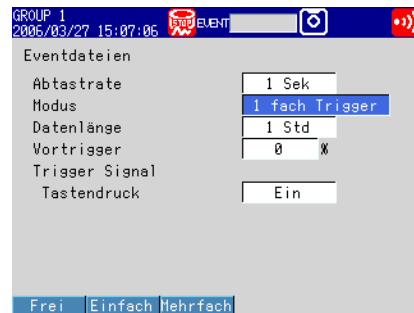 GROUP 1
2006/03/27 15:07:06 STOP EVENT
Eventdateien
Abtastrate 1 Sek
Modus 1 fach Trigger
Datenlänge 1 Std
Vortrigger 0 %
Trigger Signal
Tastendruck Ein
Frei Einfach Mehrfach